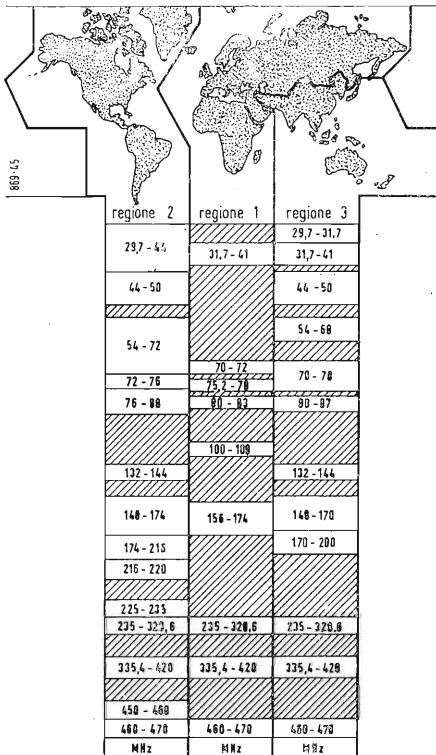 869-45
regione 2 regione 1 regione 3
29,7-31,7
29,7-44 31,7-41 31,7-41
44-50 44-50
54-68
54-72
70-72 70-78
72-76 75,2-78
76-88 80-83 80-87
100-108
132-144 132-144
148-174 156-174 148-170
174-215 170-200
216-220
225-235
235-328,6 235-328,6 235-328,6
335,4-420 335,4-420 335,4-420
450-460
460-470 460-470 460-470
MHz MHz MHz